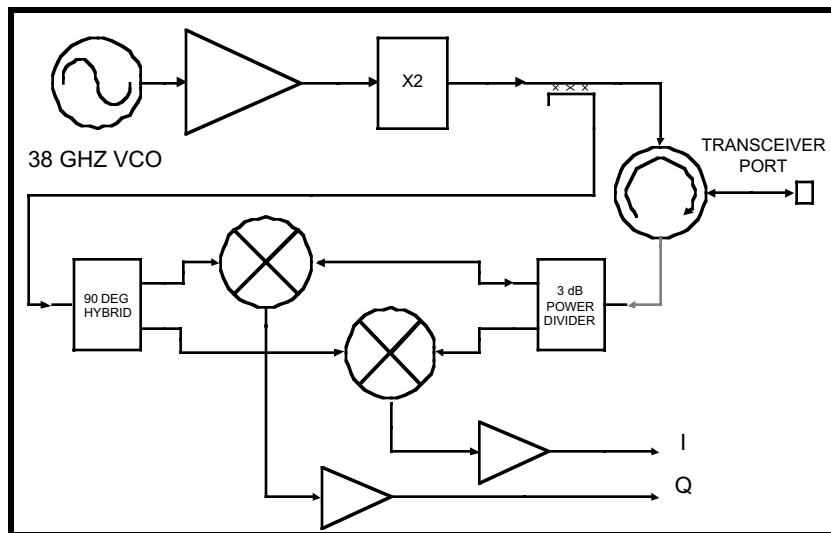 X2
38 GHZ VCO
TRANSCEIVER
PORT
90 DEG
HYBRID
3 dB
POWER
DIVIDER
I
Q